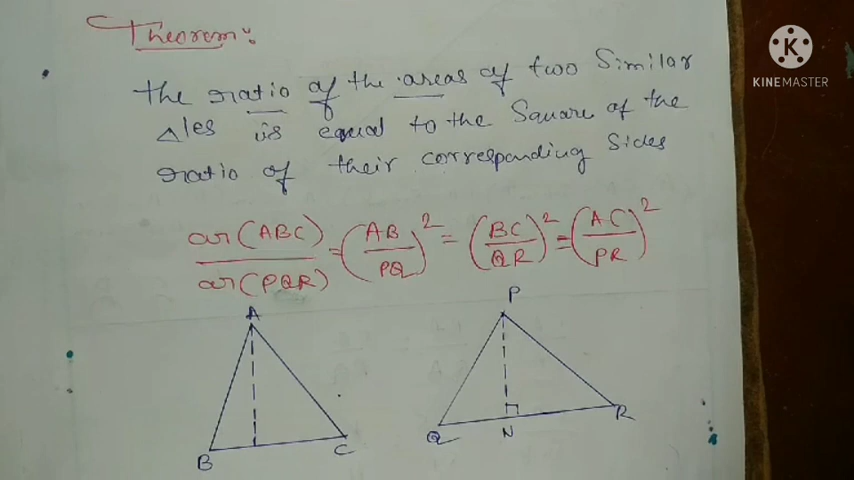 Theorem:
K
KINEMASTER
the ratio of the areas of two Similar
△les is equal to the Square of the
ratio of their corresponding Sides
ar(ABC)/ar(PQR) = (AB/PQ)² = (BC/QR)² = (AC/PR)²
A P
B C Q N R